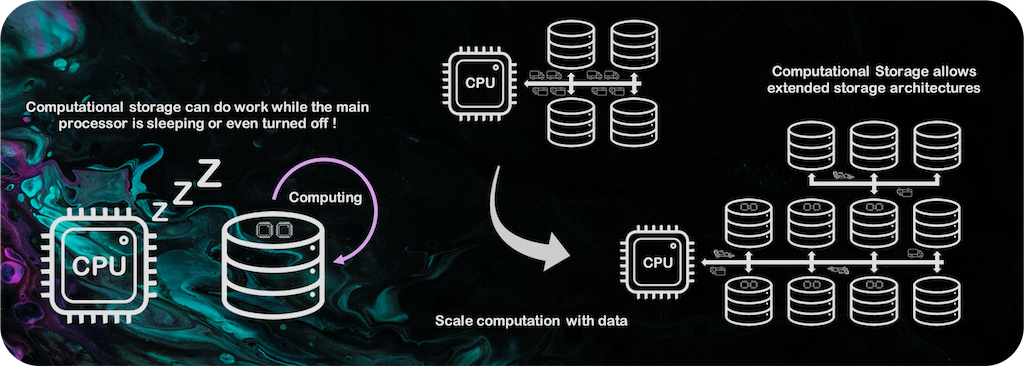 Computational storage can do work while the main
processor is sleeping or even turned off !
z z Z
Computing
CPU
CPU
Scale computation with data
Computational Storage allows
extended storage architectures
CPU